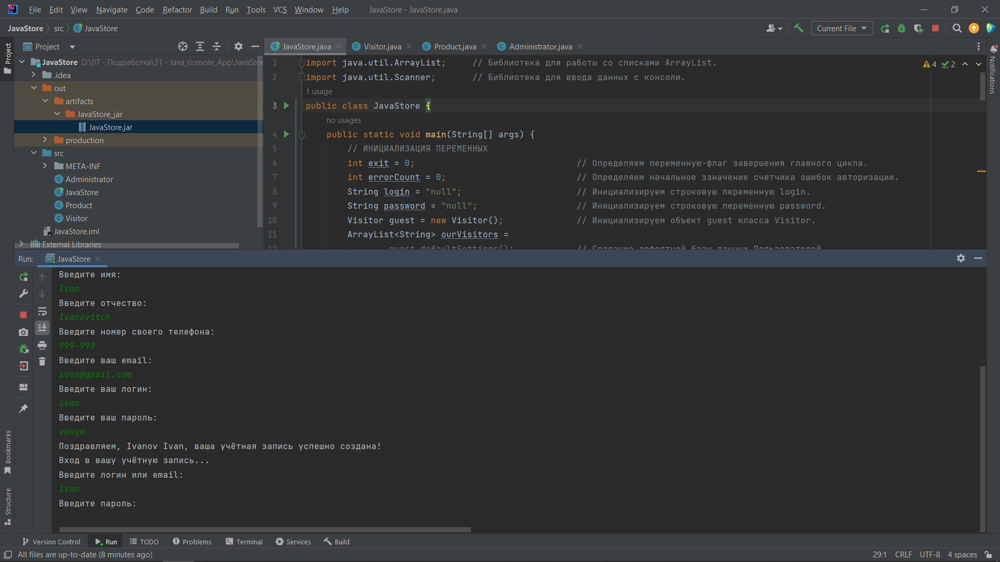 File Edit View Navigate Code Refactor Build Run Tools VCS Window Help JavaStore - JavaStore.java
JavaStore src JavaStore Current File
Project
JavaStore.java Visitor.java Product.java Administrator.java
Project
JavaStore D:\07 - Подработка\31 - Java_console_App\JavaStor
.idea
out
artifacts
JavaStore_jar
JavaStore.jar
production
src
META-INF
Administrator
JavaStore
Product
Visitor
JavaStore.iml
External Libraries
4 2
Notifications
1 import java.util.ArrayList; // Библиотека для работы со списками ArrayList.
2 import java.util.Scanner; // Библиотека для ввода данных с консоли.
1 usage
3 public class JavaStore {
no usages
4 public static void main(String[] args) {
5 // ИНИЦИАЛИЗАЦИЯ ПЕРЕМЕННЫХ
6 int exit = 0; // Определяем переменную-флаг завершения главного цикла.
7 int errorCount = 0; // Определяем начальное ззначение счетчика ошибок авторизации.
8 String login = "null"; // Инициализируем строковую переменную login.
9 String password = "null"; // Инициализируем строковую переменную password.
10 Visitor guest = new Visitor(); // Инициализируем объект guest класса Visitor.
11 ArrayList<String> ourVisitors =
12 guest.defaultSettings(); // Создание дефолтной базы данных Пользователей
Run: JavaStore
Введите имя:
Ivan
Введите отчество:
Ivanovitch
Введите номер своего телефона:
999-999
Введите ваш email:
ivan@gmail.com
Введите ваш логин:
ivan
Введите ваш пароль:
vanya
Поздравляем, Ivanov Ivan, ваша учётная запись успешно создана!
Вход в вашу учётную запись...
Введите логин или email:
ivan
Введите пароль:
Bookmarks
Structure
Version Control Run TODO Problems Terminal Services Build
All files are up-to-date (8 minutes ago) 29:1 CRLF UTF-8 4 spaces